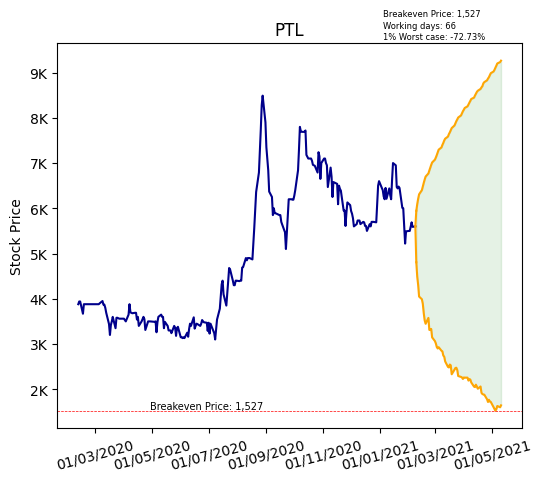 Breakeven Price: 1,527
Working days: 66
1% Worst case: -72.73%
PTL
9K
8K
7K
6K
5K
4K
3K
2K
Stock Price
Breakeven Price: 1,527
01/03/2020 01/05/2020 01/07/2020 01/09/2020 01/11/2020 01/01/2021 01/03/2021 01/05/2021